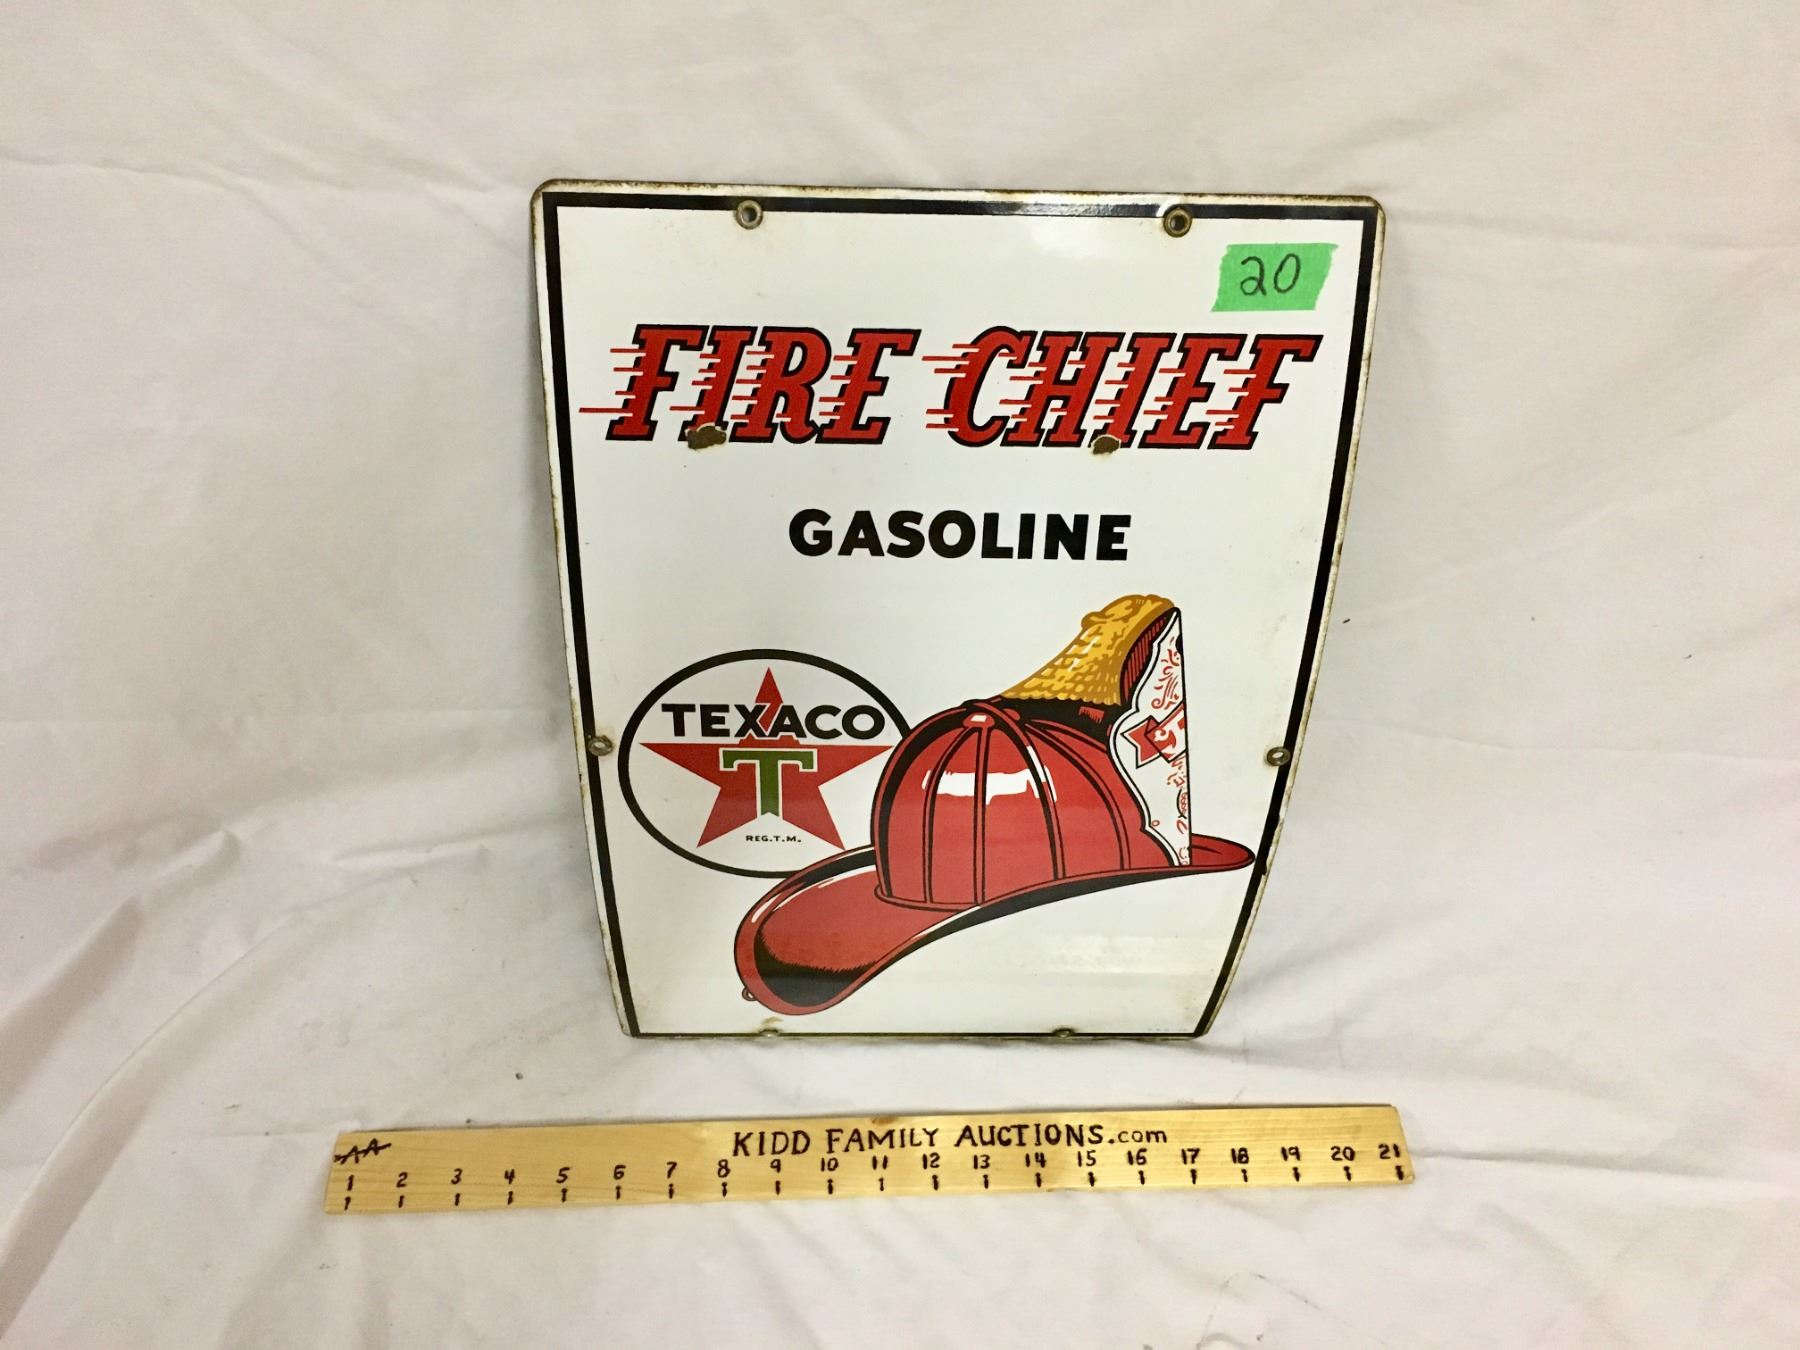 20
FIRE CHIEF
GASOLINE
TEXACO
T
REG. T.M.
KIDD FAMILY AUCTIONS.com
1 2 3 4 5 6 7 8 9 10 11 12 13 14 15 16 17 18 19 20 21